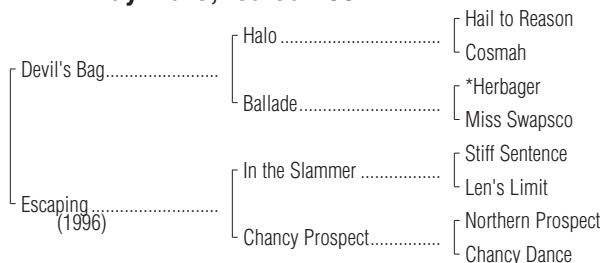 Hail to Reason
Halo
Cosmah
Devil's Bag
*Herbager
Ballade
Miss Swapsco
Stiff Sentence
In the Slammer
Len's Limit
Escaping
(1996)
Northern Prospect
Chancy Prospect
Chancy Dance